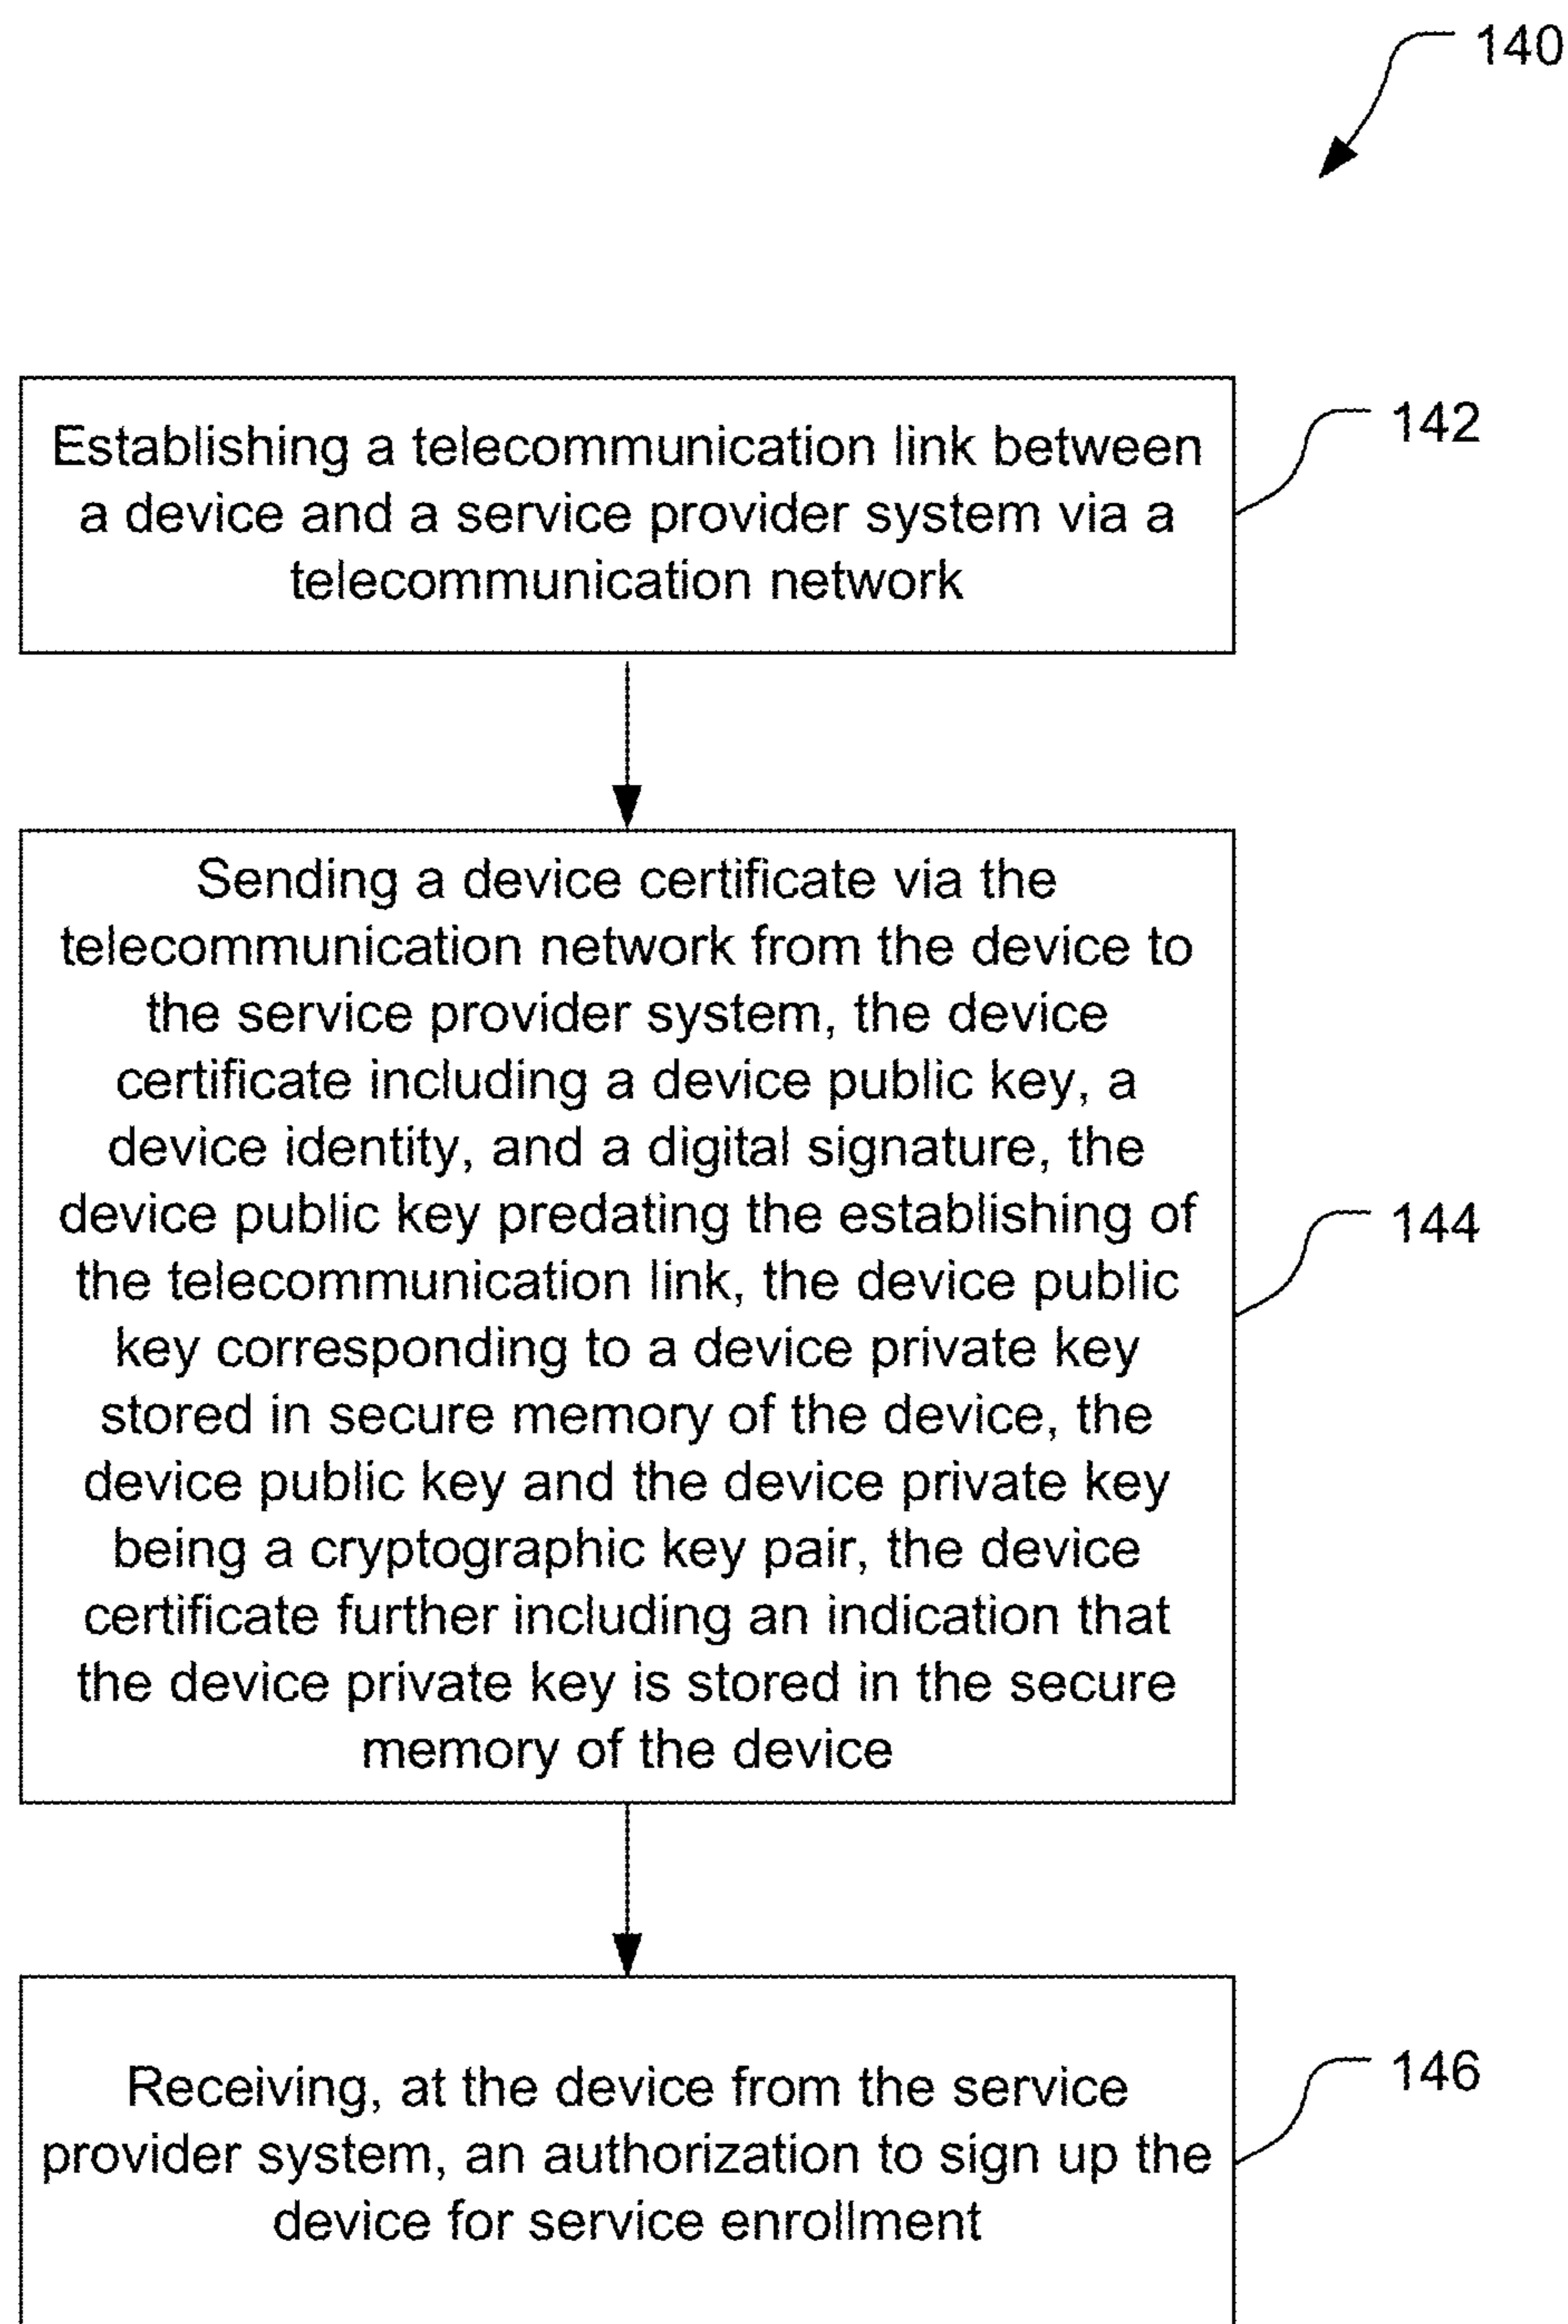 140
Establishing a telecommunication link between
a device and a service provider system via a
telecommunication network
142
Sending a device certificate via the
telecommunication network from the device to
the service provider system, the device
certificate including a device public key, a
device identity, and a digital signature, the
device public key predating the establishing of
the telecommunication link, the device public
key corresponding to a device private key
stored in secure memory of the device, the
device public key and the device private key
being a cryptographic key pair, the device
certificate further including an indication that
the device private key is stored in the secure
memory of the device
144
Receiving, at the device from the service
provider system, an authorization to sign up the
device for service enrollment
146